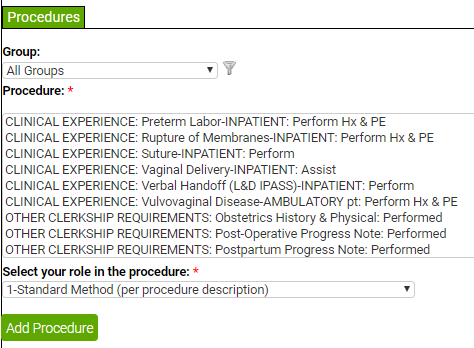 Procedures
Group:
All Groups
Procedure: *
CLINICAL EXPERIENCE: Preterm Labor-INPATIENT: Perform Hx & PE
CLINICAL EXPERIENCE: Rupture of Membranes-INPATIENT: Perform Hx & PE
CLINICAL EXPERIENCE: Suture-INPATIENT: Perform
CLINICAL EXPERIENCE: Vaginal Delivery-INPATIENT: Assist
CLINICAL EXPERIENCE: Verbal Handoff (L&D IPASS)-INPATIENT: Perform
CLINICAL EXPERIENCE: Vulvovaginal Disease-AMBULATORY pt: Perform Hx & PE
OTHER CLERKSHIP REQUIREMENTS: Obstetrics History & Physical: Performed
OTHER CLERKSHIP REQUIREMENTS: Post-Operative Progress Note: Performed
OTHER CLERKSHIP REQUIREMENTS: Postpartum Progress Note: Performed
Select your role in the procedure: *
1-Standard Method (per procedure description)
Add Procedure